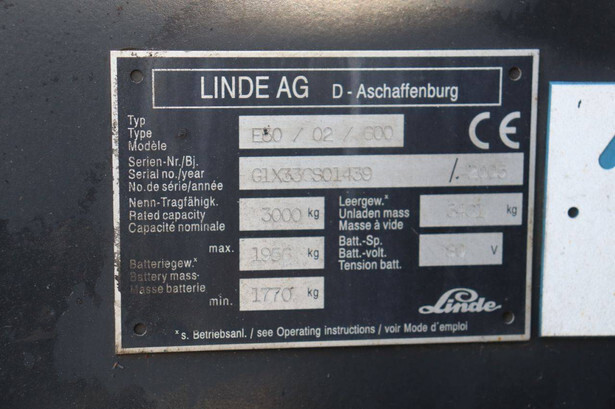 LINDE AG D - Aschaffenburg
Typ
Type
Modèle
E30 / 02 / 600
CE
Serien-Nr./Bj.
Serial no./year
No.de série/année
/.
Nenn-Tragfähigk.
Rated capacity
Capacité nominale
3000 kg
Leergew.*
Unladen mass
Masse à vide
kg
Batteriegew.*
Battery mass
Masse batterie
max.
kg
min. 1770 kg
Batt.-Sp.
Batt.-volt.
Tension batt.
V
Linde
*s. Betriebsanl. / see Operating instructions / voir Mode d'emploi